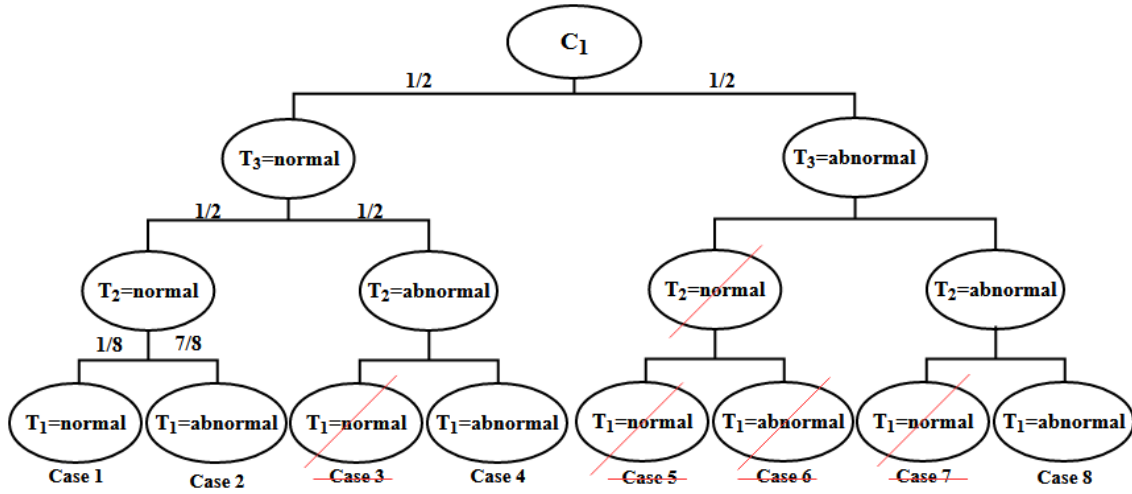 C1
1/2 1/2
T3=normal T3=abnormal
1/2 1/2
T2=normal T2=abnormal T2=normal T2=abnormal
1/8 7/8
T1=normal T1=abnormal T1=normal T1=abnormal T1=normal T1=abnormal T1=normal T1=abnormal
Case 1 Case 2 Case 3 Case 4 Case 5 Case 6 Case 7 Case 8